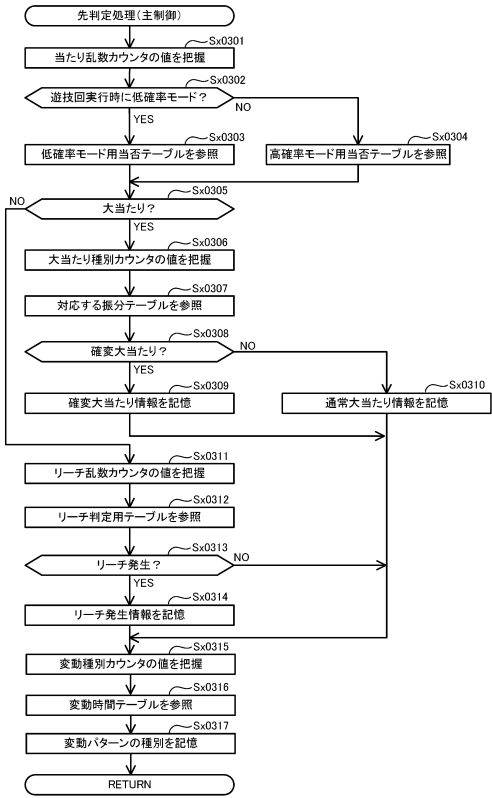 先判定処理（主制御）
Sx0301
当たり乱数カウンタの値を把握
Sx0302
遊技回実行時に低確率モード？
NO
YES
Sx0303
低確率モード用当否テーブルを参照
Sx0304
高確率モード用当否テーブルを参照
Sx0305
NO
大当たり？
YES
Sx0306
大当たり種別カウンタの値を把握
Sx0307
対応する振分テーブルを参照
Sx0308
確変大当たり？
NO
YES
Sx0309
確変大当たり情報を記憶
Sx0310
通常大当たり情報を記憶
Sx0311
リーチ乱数カウンタの値を把握
Sx0312
リーチ判定用テーブルを参照
Sx0313
リーチ発生？
NO
YES
Sx0314
リーチ発生情報を記憶
Sx0315
変動種別カウンタの値を把握
Sx0316
変動時間テーブルを参照
Sx0317
変動パターンの種別を記憶
RETURN